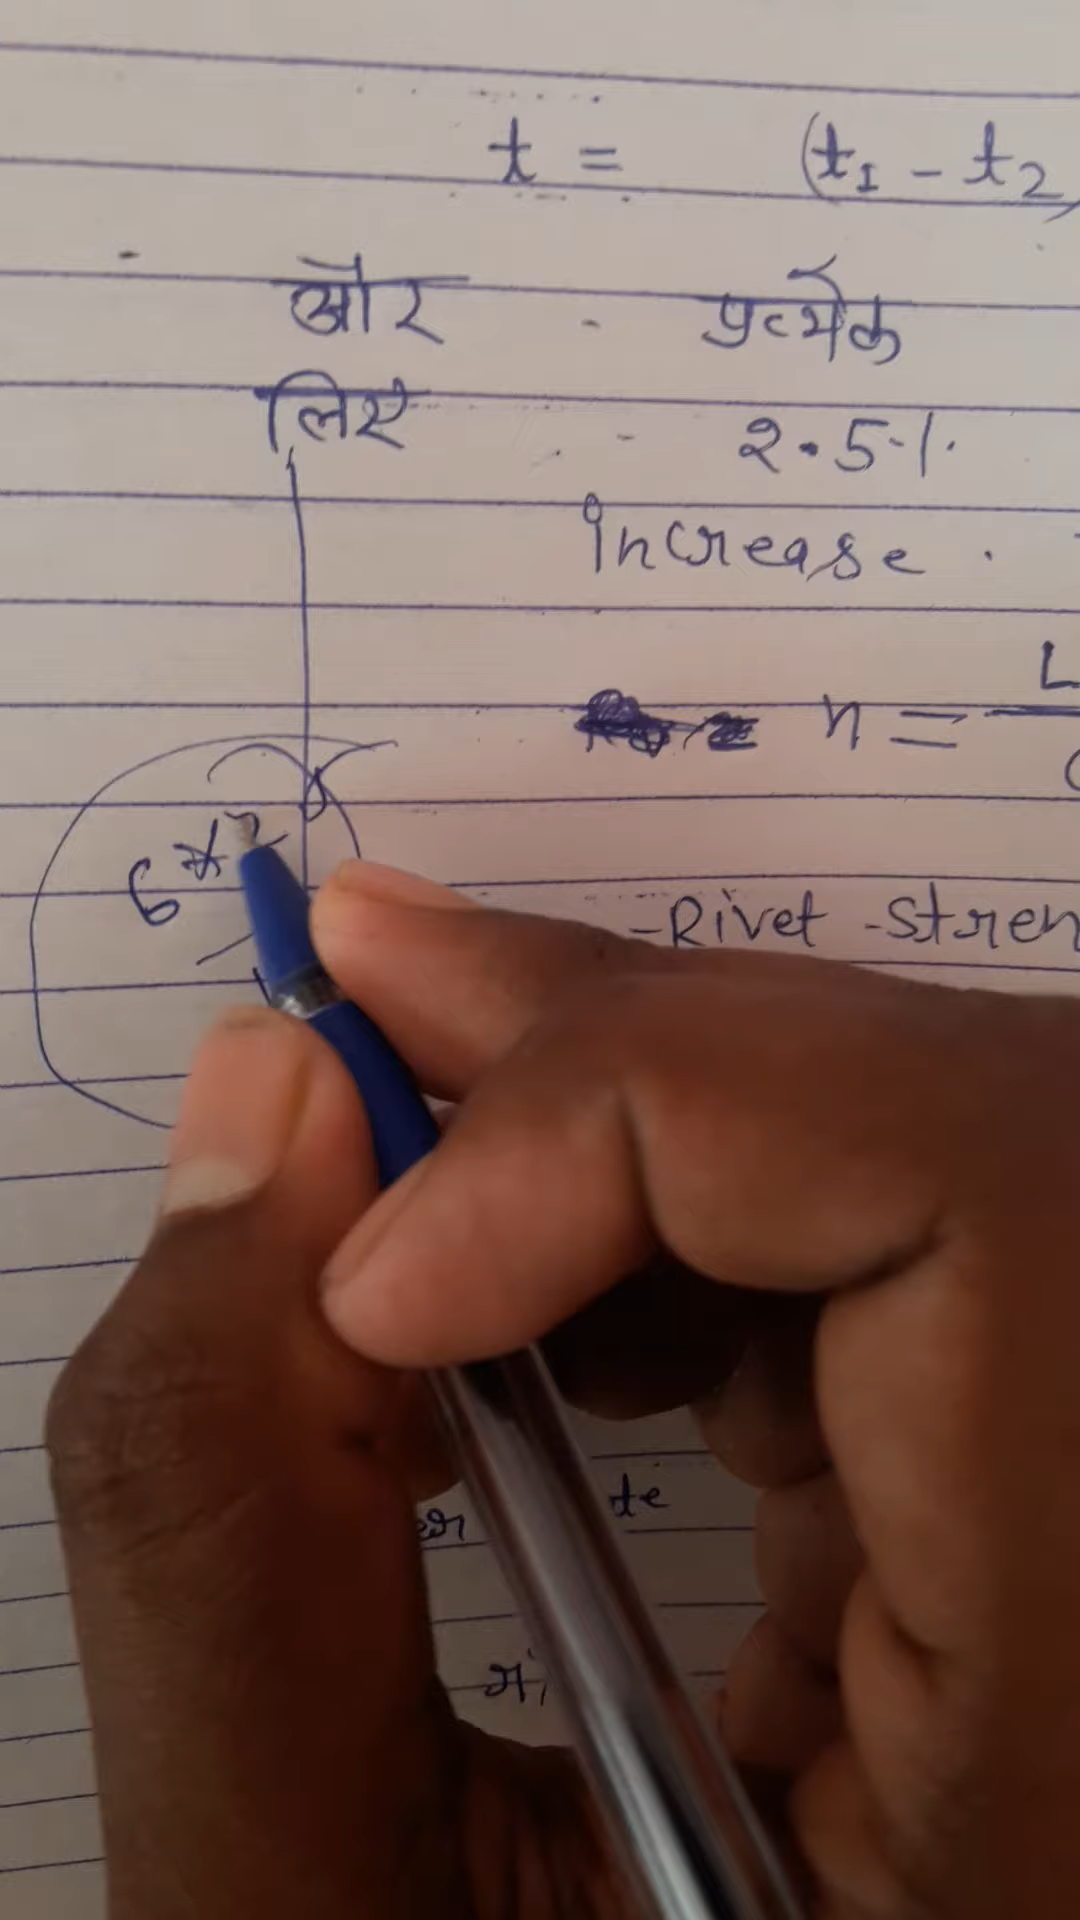 t = (t1 - t2
और प्रत्येक
लिए 2.5%
increase.
n = L
6
-Rivet -Stren
te